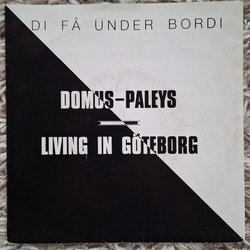 DI FÅ UNDER BORDI
DOMUS-PALEYS
LIVING IN GÖTEBORG